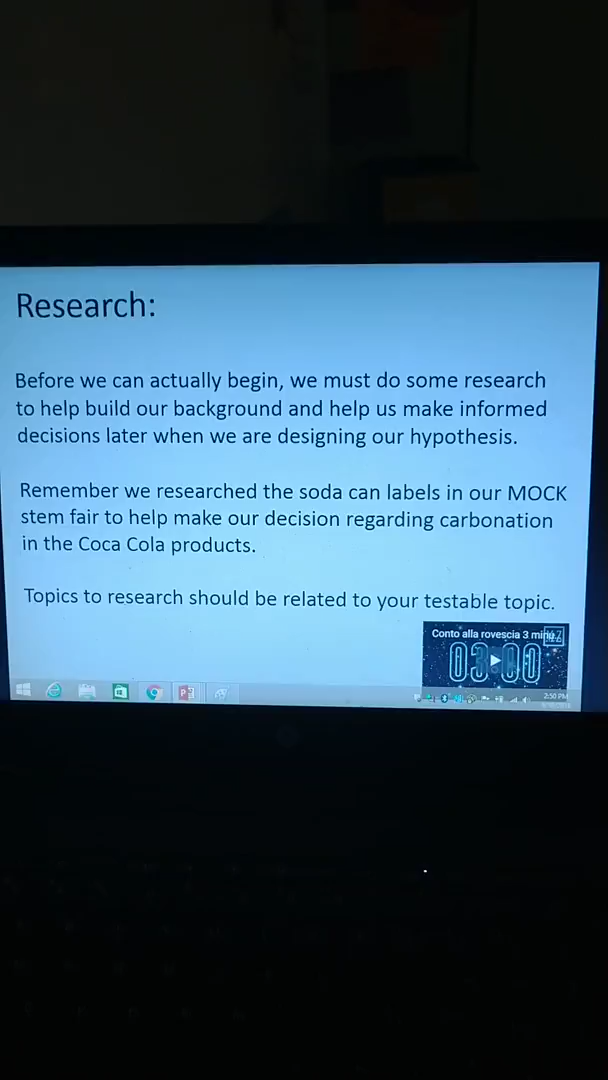 Research:
Before we can actually begin, we must do some research
to help build our background and help us make informed
decisions later when we are designing our hypothesis.
Remember we researched the soda can labels in our MOCK
stem fair to help make our decision regarding carbonation
in the Coca Cola products.
Topics to research should be related to your testable topic.
Conto alla rovescia 3
03:00
2:50 PM